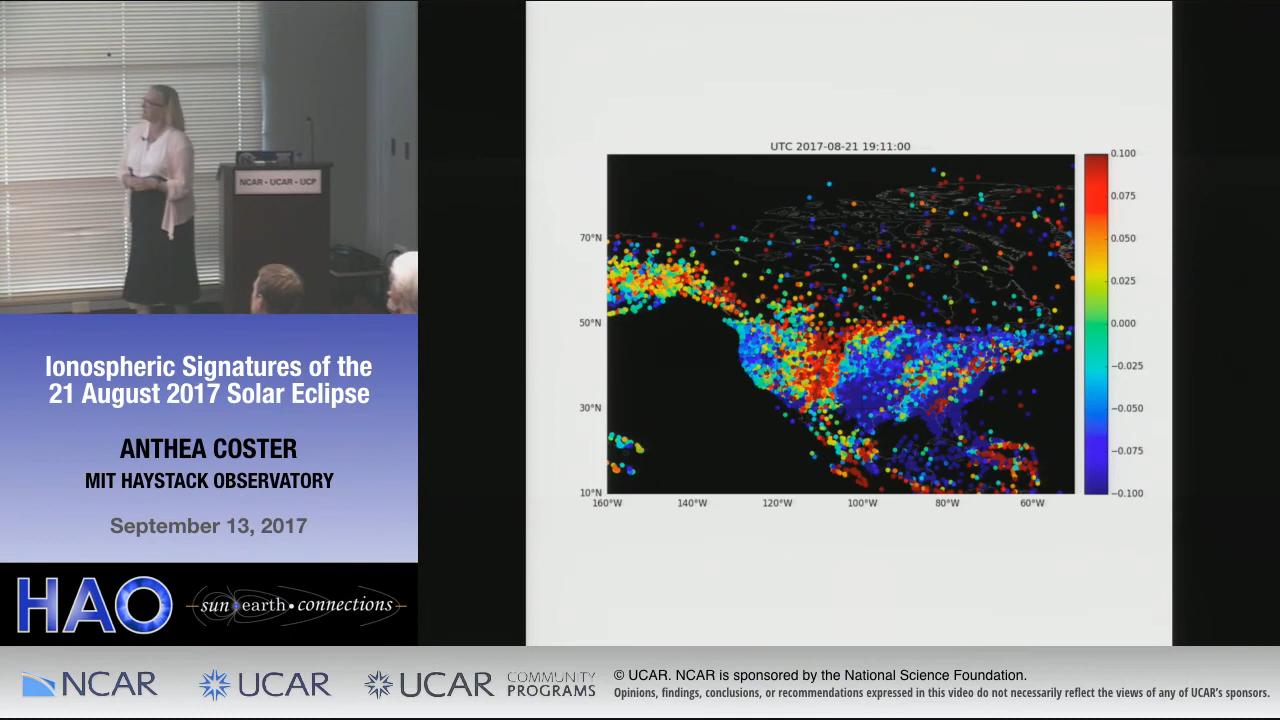 NCAR - UCAR - UCP
Ionospheric Signatures of the
21 August 2017 Solar Eclipse
ANTHEA COSTER
MIT HAYSTACK OBSERVATORY
September 13, 2017
HAO
sun earth • connections
UTC 2017-08-21 19:11:00
70°N
50°N
30°N
10°N
160°W
140°W
120°W
100°W
80°W
60°W
0.100
0.075
0.050
0.025
0.000
−0.025
−0.050
−0.075
−0.100
NCAR
UCAR
UCAR
COMMUNITY
PROGRAMS
© UCAR. NCAR is sponsored by the National Science Foundation.
Opinions, findings, conclusions, or recommendations expressed in this video do not necessarily reflect the views of any of UCAR's sponsors.